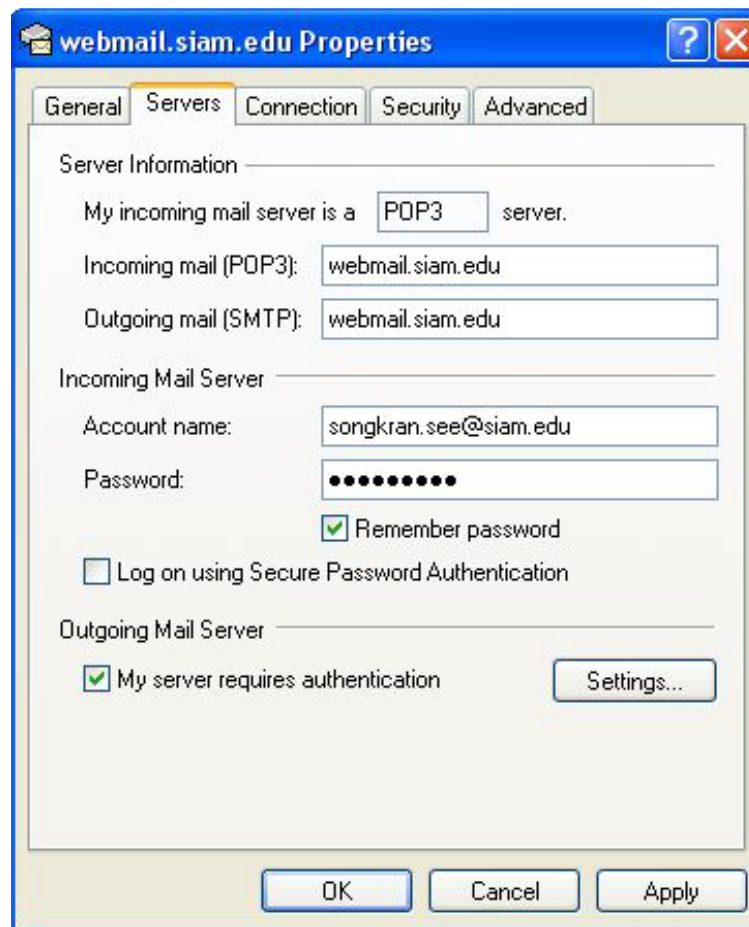 webmail.siam.edu Properties
General Servers Connection Security Advanced
Server Information
My incoming mail server is a POP3 server.
Incoming mail (POP3): webmail.siam.edu
Outgoing mail (SMTP): webmail.siam.edu
Incoming Mail Server
Account name: songkran.see@siam.edu
Password: ●●●●●●●●●
Remember password
Log on using Secure Password Authentication
Outgoing Mail Server
My server requires authentication Settings...
OK Cancel Apply